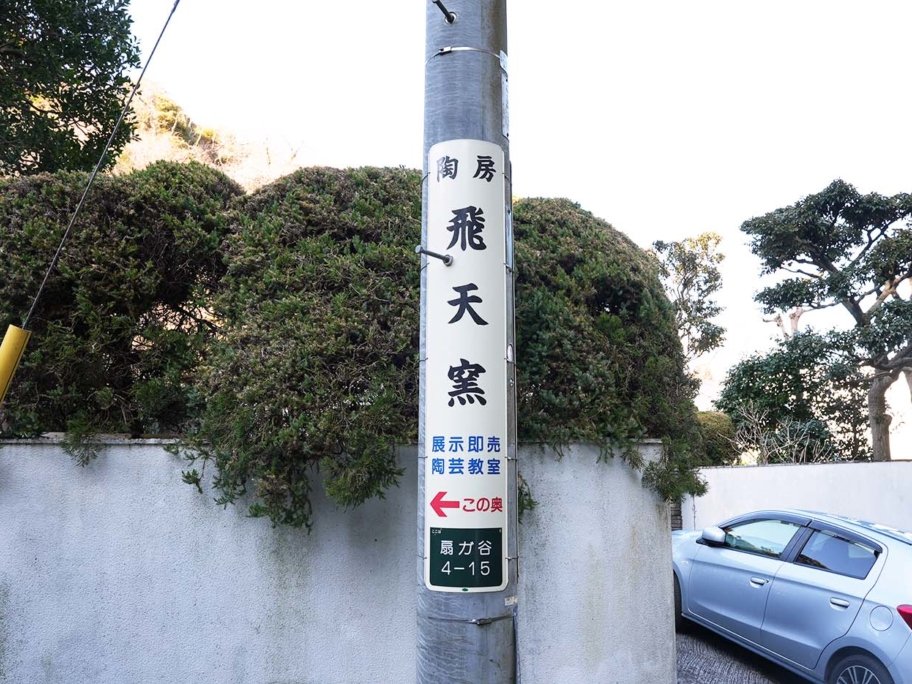 陶房
飛天窯
展示即売
陶芸教室
←この奥
扇ガ谷
4-15